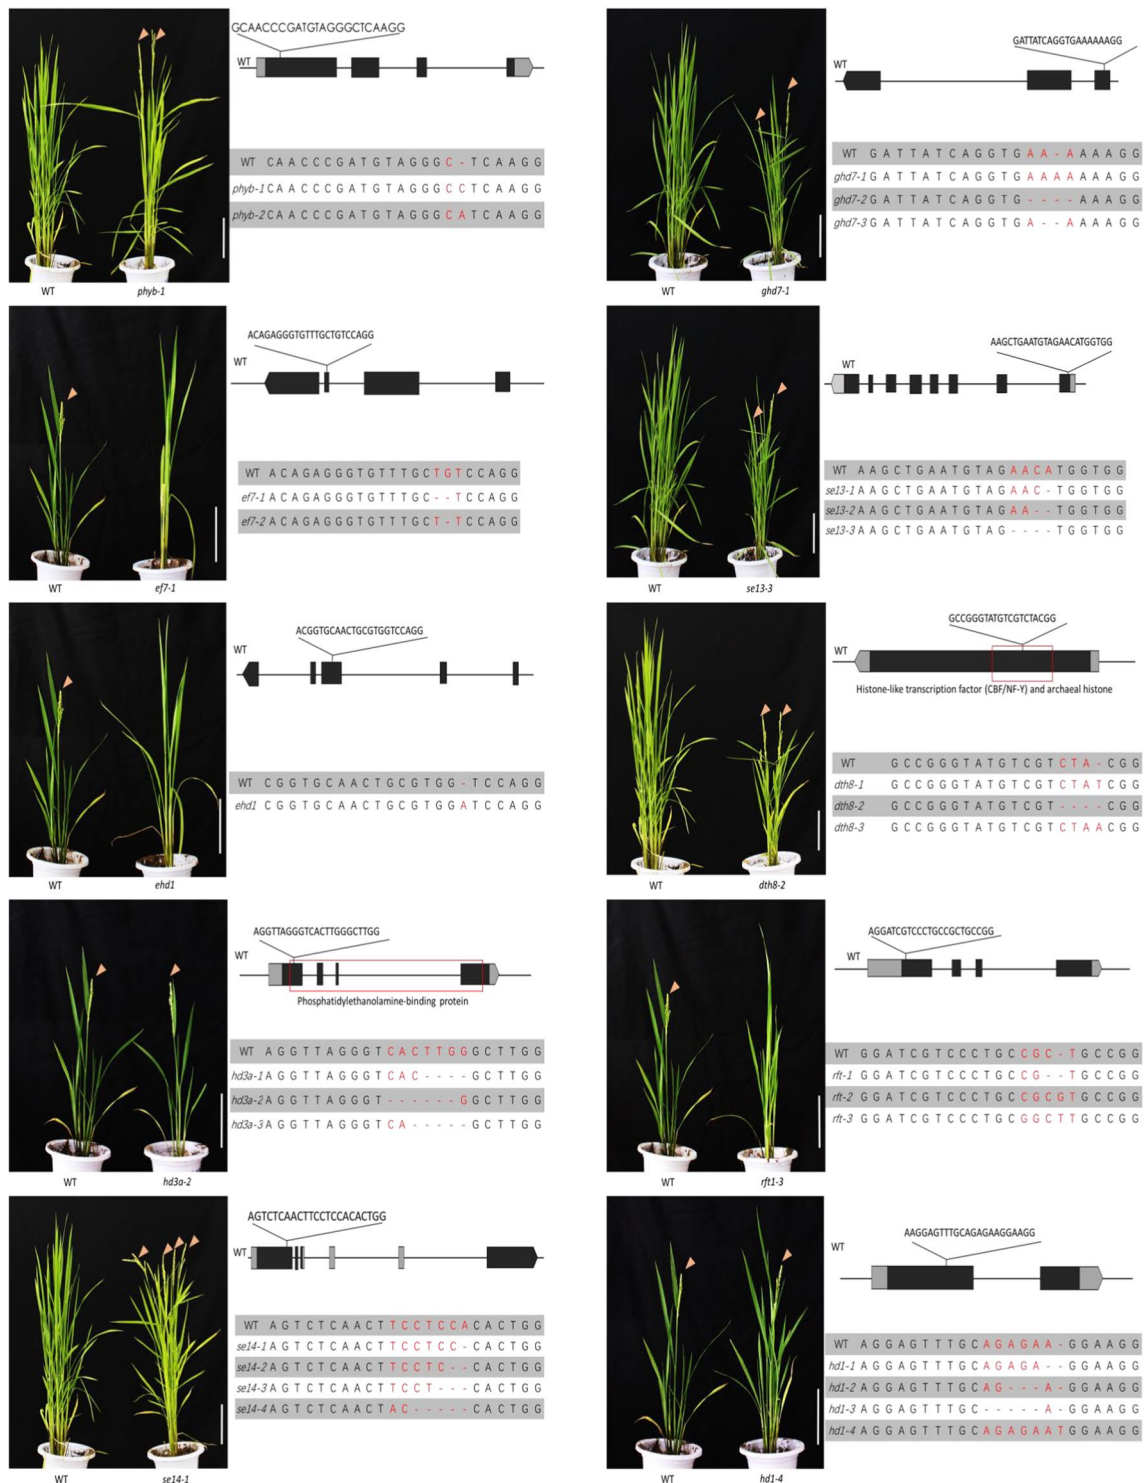 GCAACCCGATGTAGGGCTCAAGG
WT
WT CAACCCGATGTAGGGC-TCAAGG
phyb-1 CAACCCGATGTAGGGCCTCAAGG
phyb-2 CAACCCGATGTAGGGCATCAAGG
WT phyb-1
GATTATCAGGTGAAAAAAGG
WT
WT GATTATCAGGTGAA-AAAAGG
ghd7-1 GATTATCAGGTGAAAAAAAGG
ghd7-2 GATTATCAGGTG----AAAGG
ghd7-3 GATTATCAGGTGA--AAAAGG
WT ghd7-1
ACAGAGGGTGTTTGCTGTCCAGG
WT
WT ACAGAGGGTGTTTGCTGTCCAGG
ef7-1 ACAGAGGGTGTTTGC--TCCAGG
ef7-2 ACAGAGGGTGTTTGCT-TCCAGG
WT ef7-1
AAGCTGAATGTAGAACATGGTGG
WT
WT AAGCTGAATGTAGAACATGGTGG
se13-1 AAGCTGAATGTAGAAC-TGGTGG
se13-2 AAGCTGAATGTAGAA--TGGTGG
se13-3 AAGCTGAATGTAG----TGGTGG
WT se13-3
ACGGTGCAACTGCGTGGTCCAGG
WT
WT CGGTGCAACTGCGTGG-TCCAGG
ehd1 CGGTGCAACTGCGTGGATCCAGG
WT ehd1
GCCGGGTATGTCGTCTACGG
WT
Histone-like transcription factor (CBF/NF-Y) and archaeal histone
WT GCCGGGTATGTCGTCTA-CGG
dth8-1 GCCGGGTATGTCGTCTATCGG
dth8-2 GCCGGGTATGTCGT----CGG
dth8-3 GCCGGGTATGTCGTCTAACGG
WT dth8-2
AGGTTAGGGTCACTTGGGCTTGG
WT
Phosphatidylethanolamine-binding protein
WT AGGTTAGGGTCACTTGGGCTTGG
hd3a-1 AGGTTAGGGTCAC----GCTTGG
hd3a-2 AGGTTAGGGT------GGCTTGG
hd3a-3 AGGTTAGGGTCA-----GCTTGG
WT hd3a-2
AGGATCGTCCCTGCCGCTGCCGG
WT
WT GGATCGTCCCTGCCGC-TGCCGG
rft-1 GGATCGTCCCTGCCG--TGCCGG
rft-2 GGATCGTCCCTGCCGCGTGCCGG
rft-3 GGATCGTCCCTGCGGCTTGCCGG
WT rft1-3
AGTCTCAACTTCCTCCACACTGG
WT
WT AGTCTCAACTTCCTCCACACTGG
se14-1 AGTCTCAACTTCCTCC-CACTGG
se14-2 AGTCTCAACTTCCTC--CACTGG
se14-3 AGTCTCAACTTCCT---CACTGG
se14-4 AGTCTCAACTAC-----CACTGG
WT se14-1
AAGGAGTTTGCAGAGAAGGAAGG
WT
WT AGGAGTTTGCAGAGAA-GGAAGG
hd1-1 AGGAGTTTGCAGAGA--GGAAGG
hd1-2 AGGAGTTTGCAG---A-GGAAGG
hd1-3 AGGAGTTTGC-----A-GGAAGG
hd1-4 AGGAGTTTGCAGAGAATGGAAGG
WT hd1-4